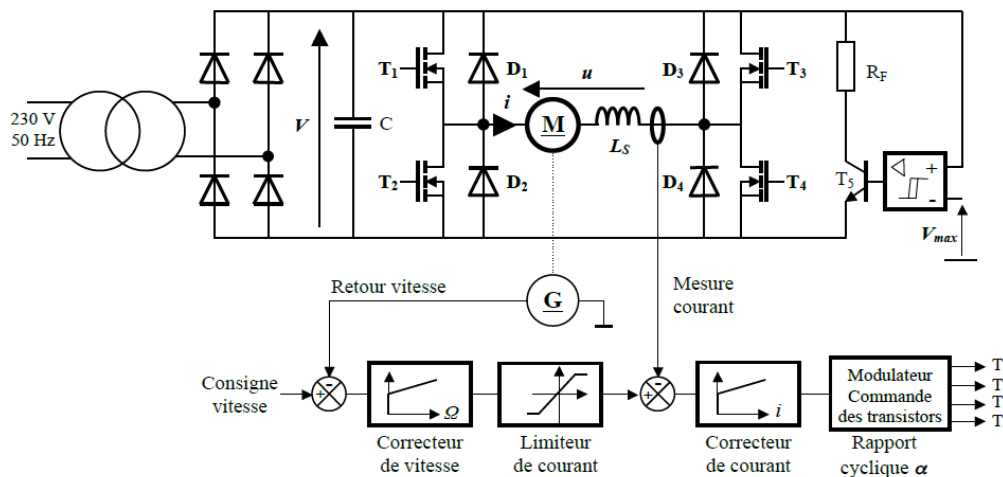 230 V
50 Hz
V
C
T1
T2
D1
D2
i
M
u
LS
D3
D4
T3
T4
RF
T5
+
-
Vmax
G
Retour vitesse
Mesure
courant
Consigne
vitesse
-
+
Ω
Correcteur
de vitesse
Limiteur
de courant
-
+
i
Correcteur
de courant
Modulateur
Commande
des transistors
Rapport
cyclique α
T
T
T
T